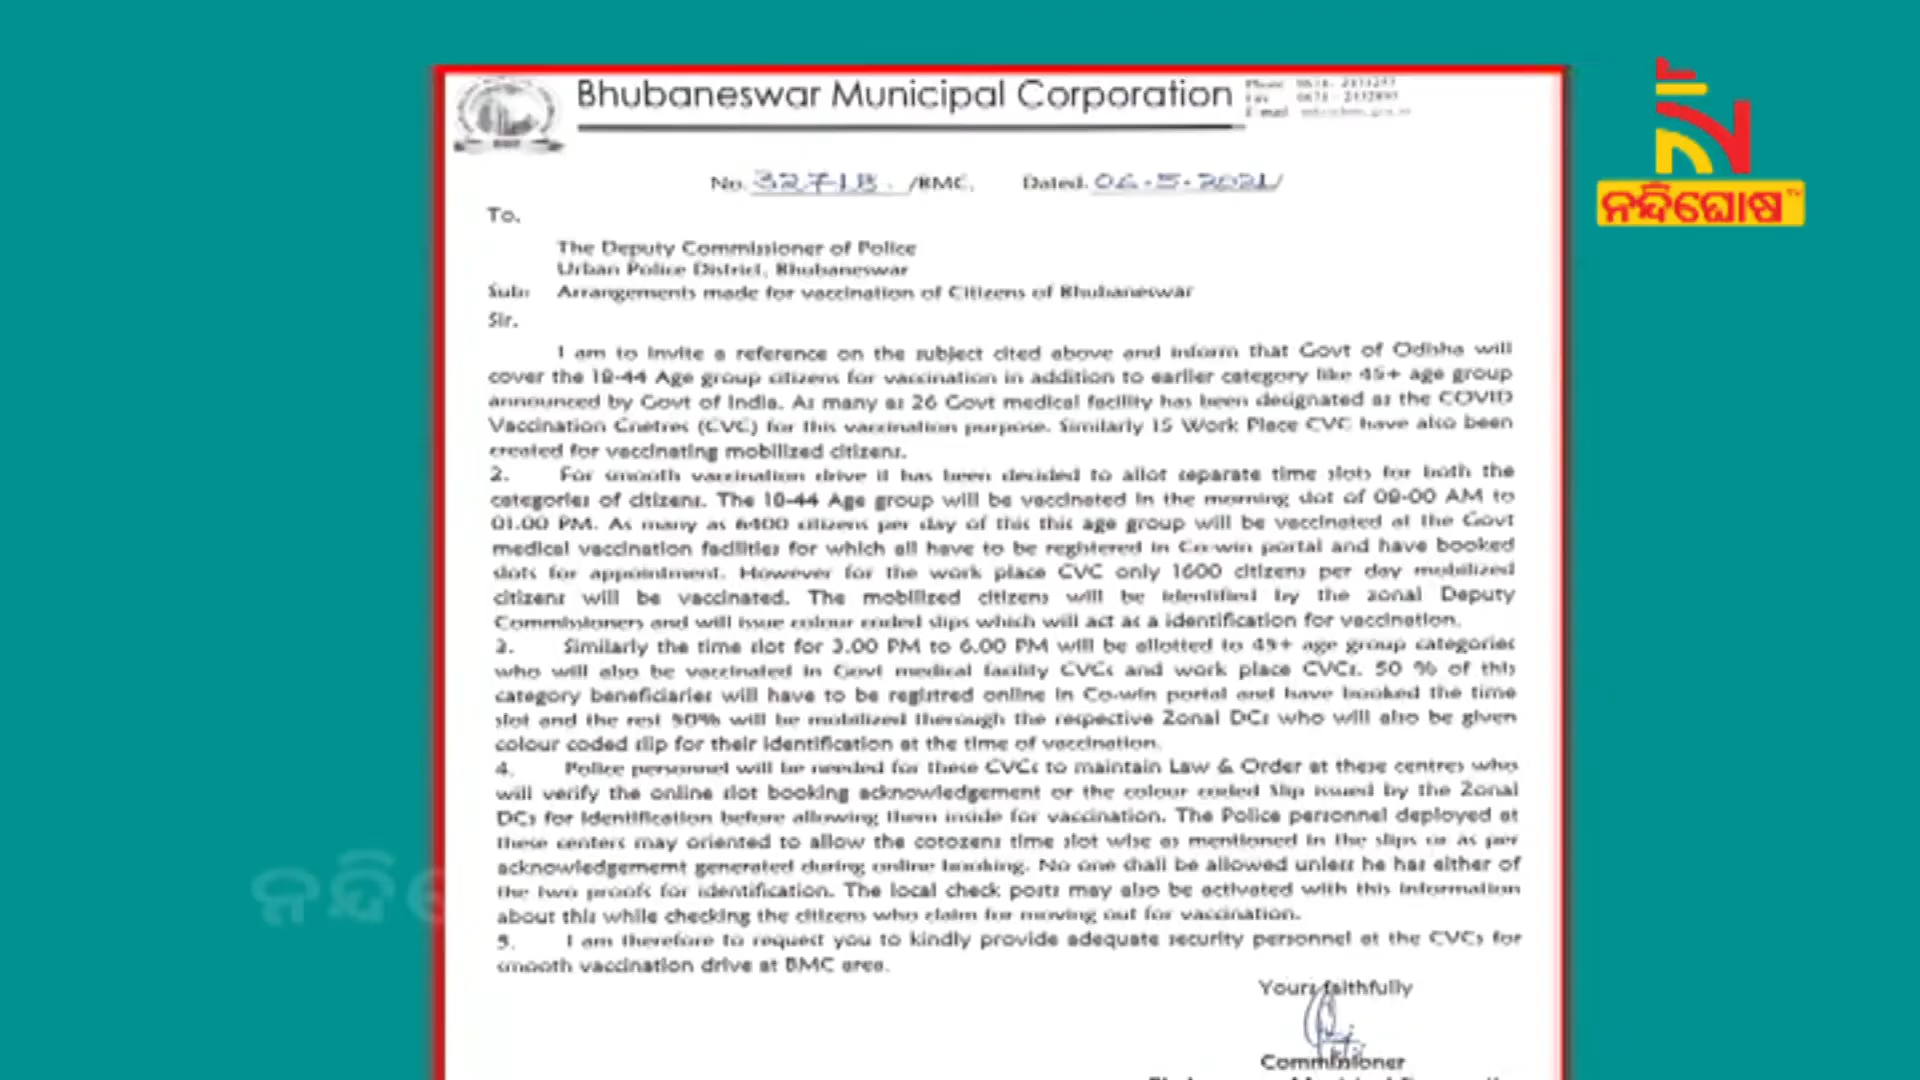 Bhubaneswar Municipal Corporation
Phone
Fax
E-mail
No. /BMC, Dated. 06-5-2021/
To,
The Deputy Commissioner of Police
Urban Police District, Bhubaneswar
Sub: Arrangements made for vaccination of Citizens of Bhubaneswar
Sir,
I am to invite a reference on the subject cited above and inform that Govt of Odisha will
cover the 18-44 Age group citizens for vaccination in addition to earlier category like 45+ age group
announced by Govt of India. As many as 26 Govt medical facility has been designated as the COVID
Vaccination Cnetres (CVC) for this vaccination purpose. Similarly 15 Work Place CVC have also been
created for vaccinating mobilized citizens.
2. For smooth vaccination drive it has been decided to allot separate time slots for both the
categories of citizens. The 18-44 Age group will be vaccinated in the morning slot of 08-00 AM to
01.00 PM. As many as 6400 citizens per day of this this age group will be vaccinated at the Govt
medical vaccination facilities for which all have to be registered in Co-win portal and have booked
slots for appointment. However for the work place CVC only 1600 citizens per day mobilized
citizens will be vaccinated. The mobilized citizens will be identified by the zonal Deputy
Commissioners and will issue colour coded slips which will act as a identification for vaccination.
3. Similarly the time slot for 3.00 PM to 6.00 PM will be allotted to 45+ age group categories
who will also be vaccinated in Govt medical facility CVCs and work place CVCs. 50 % of this
category beneficiaries will have to be registred online in Co-win portal and have booked the time
slot and the rest 50% will be mobilized therough the respective Zonal DCs who will also be given
colour coded slip for their identification at the time of vaccination.
4. Police personnel will be needed for these CVCs to maintain Law & Order at these centres who
will verify the online slot booking acknowledgement or the colour coded Slip issued by the Zonal
DCs for identification before allowing them inside for vaccination. The Police personnel deployed at
these centers may oriented to allow the cotozens time slot wise as mentioned in the slips or as per
acknowledgememt generated during online booking. No one shall be allowed unless he has either of
the two proofs for identification. The local check posts may also be activated with this information
about this while checking the citizens who claim for moving out for vaccination.
5. I am therefore to request you to kindly provide adequate security personnel at the CVCs for
smooth vaccination drive at BMC area.
Yours faithfully
Commissioner
ନନ୍ଦିଘୋଷ TV
ନନ୍ଦି